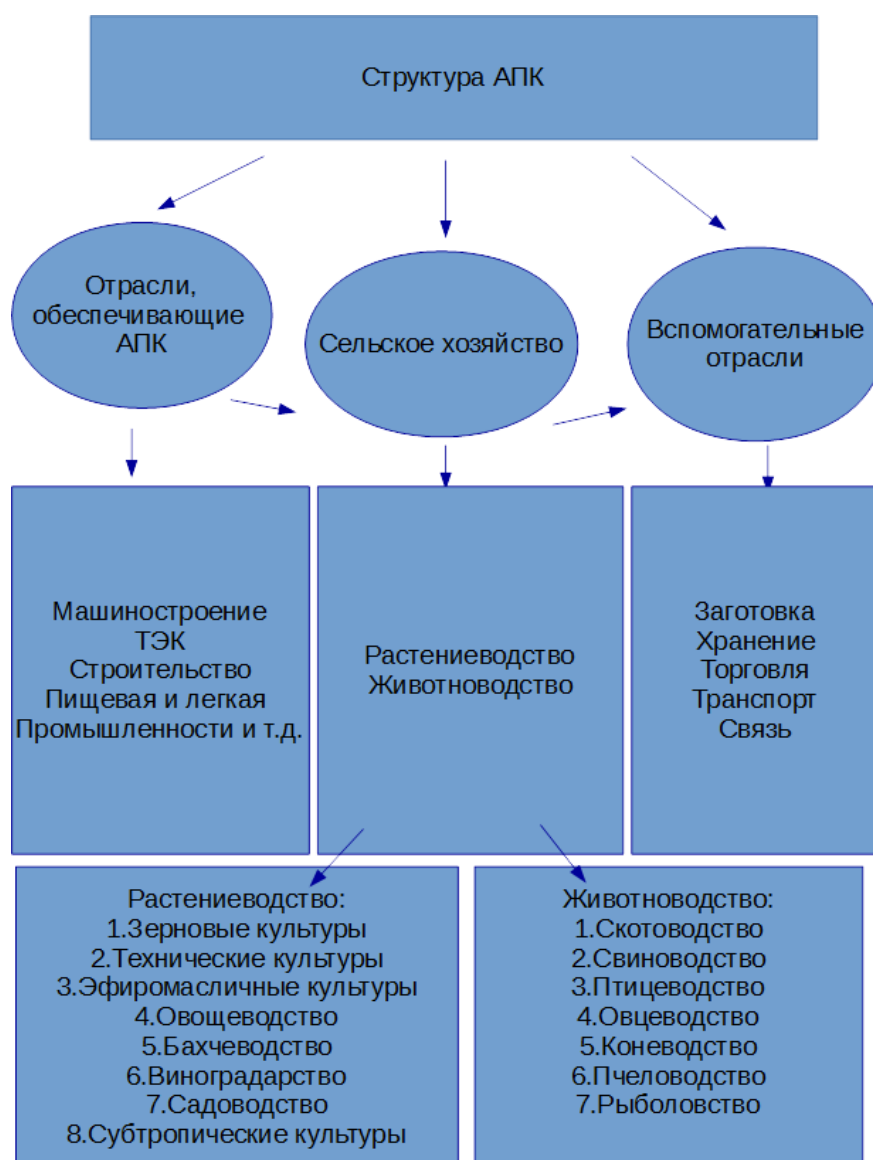 Структура АПК
Отрасли,
обеспечивающие
АПК
Сельское хозяйство
Вспомогательные
отрасли
Машиностроение
ТЭК
Строительство
Пищевая и легкая
Промышленности и т.д.
Растениеводство
Животноводство
Заготовка
Хранение
Торговля
Транспорт
Связь
Растениеводство:
1.Зерновые культуры
2.Технические культуры
3.Эфиромасличные культуры
4.Овощеводство
5.Бахчеводство
6.Виноградарство
7.Садоводство
8.Субтропические культуры
Животноводство:
1.Скотоводство
2.Свиноводство
3.Птицеводство
4.Овцеводство
5.Коневодство
6.Пчеловодство
7.Рыболовство